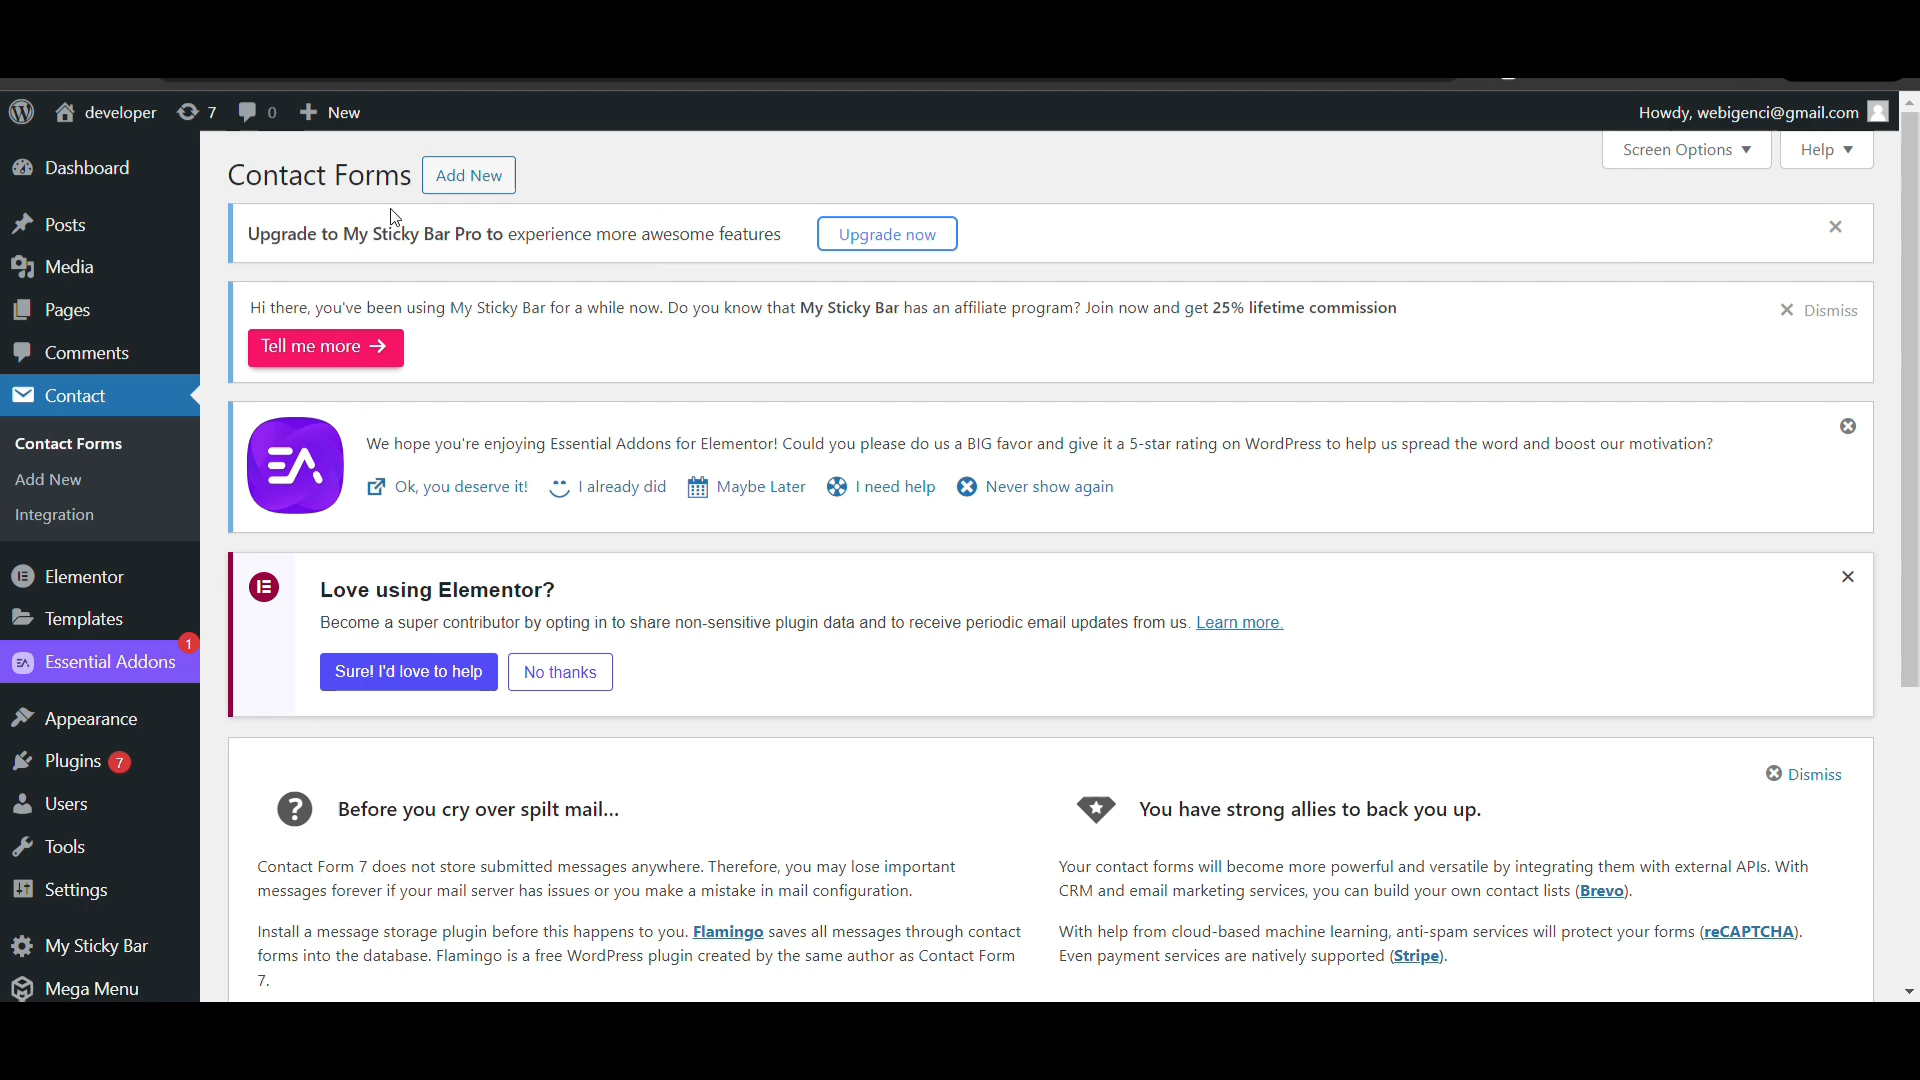 developer 7 0 New Howdy, webigenci@gmail.com
Dashboard
Posts
Media
Pages
Comments
Contact
Contact Forms
Add New
Integration
Elementor
Templates
Essential Addons 1
Appearance
Plugins 7
Users
Tools
Settings
My Sticky Bar
Mega Menu
Screen Options Help
Contact Forms Add New
Upgrade to My Sticky Bar Pro to experience more awesome features Upgrade now
Hi there, you've been using My Sticky Bar for a while now. Do you know that My Sticky Bar has an affiliate program? Join now and get 25% lifetime commission Dismiss
Tell me more →
EA
We hope you're enjoying Essential Addons for Elementor! Could you please do us a BIG favor and give it a 5-star rating on WordPress to help us spread the word and boost our motivation?
Ok, you deserve it! I already did Maybe Later I need help Never show again
Love using Elementor?
Become a super contributor by opting in to share non-sensitive plugin data and to receive periodic email updates from us. Learn more.
Sure! I'd love to help No thanks
Dismiss
Before you cry over spilt mail...
Contact Form 7 does not store submitted messages anywhere. Therefore, you may lose important
messages forever if your mail server has issues or you make a mistake in mail configuration.
Install a message storage plugin before this happens to you. Flamingo saves all messages through contact
forms into the database. Flamingo is a free WordPress plugin created by the same author as Contact Form
7.
You have strong allies to back you up.
Your contact forms will become more powerful and versatile by integrating them with external APIs. With
CRM and email marketing services, you can build your own contact lists (Brevo).
With help from cloud-based machine learning, anti-spam services will protect your forms (reCAPTCHA).
Even payment services are natively supported (Stripe).